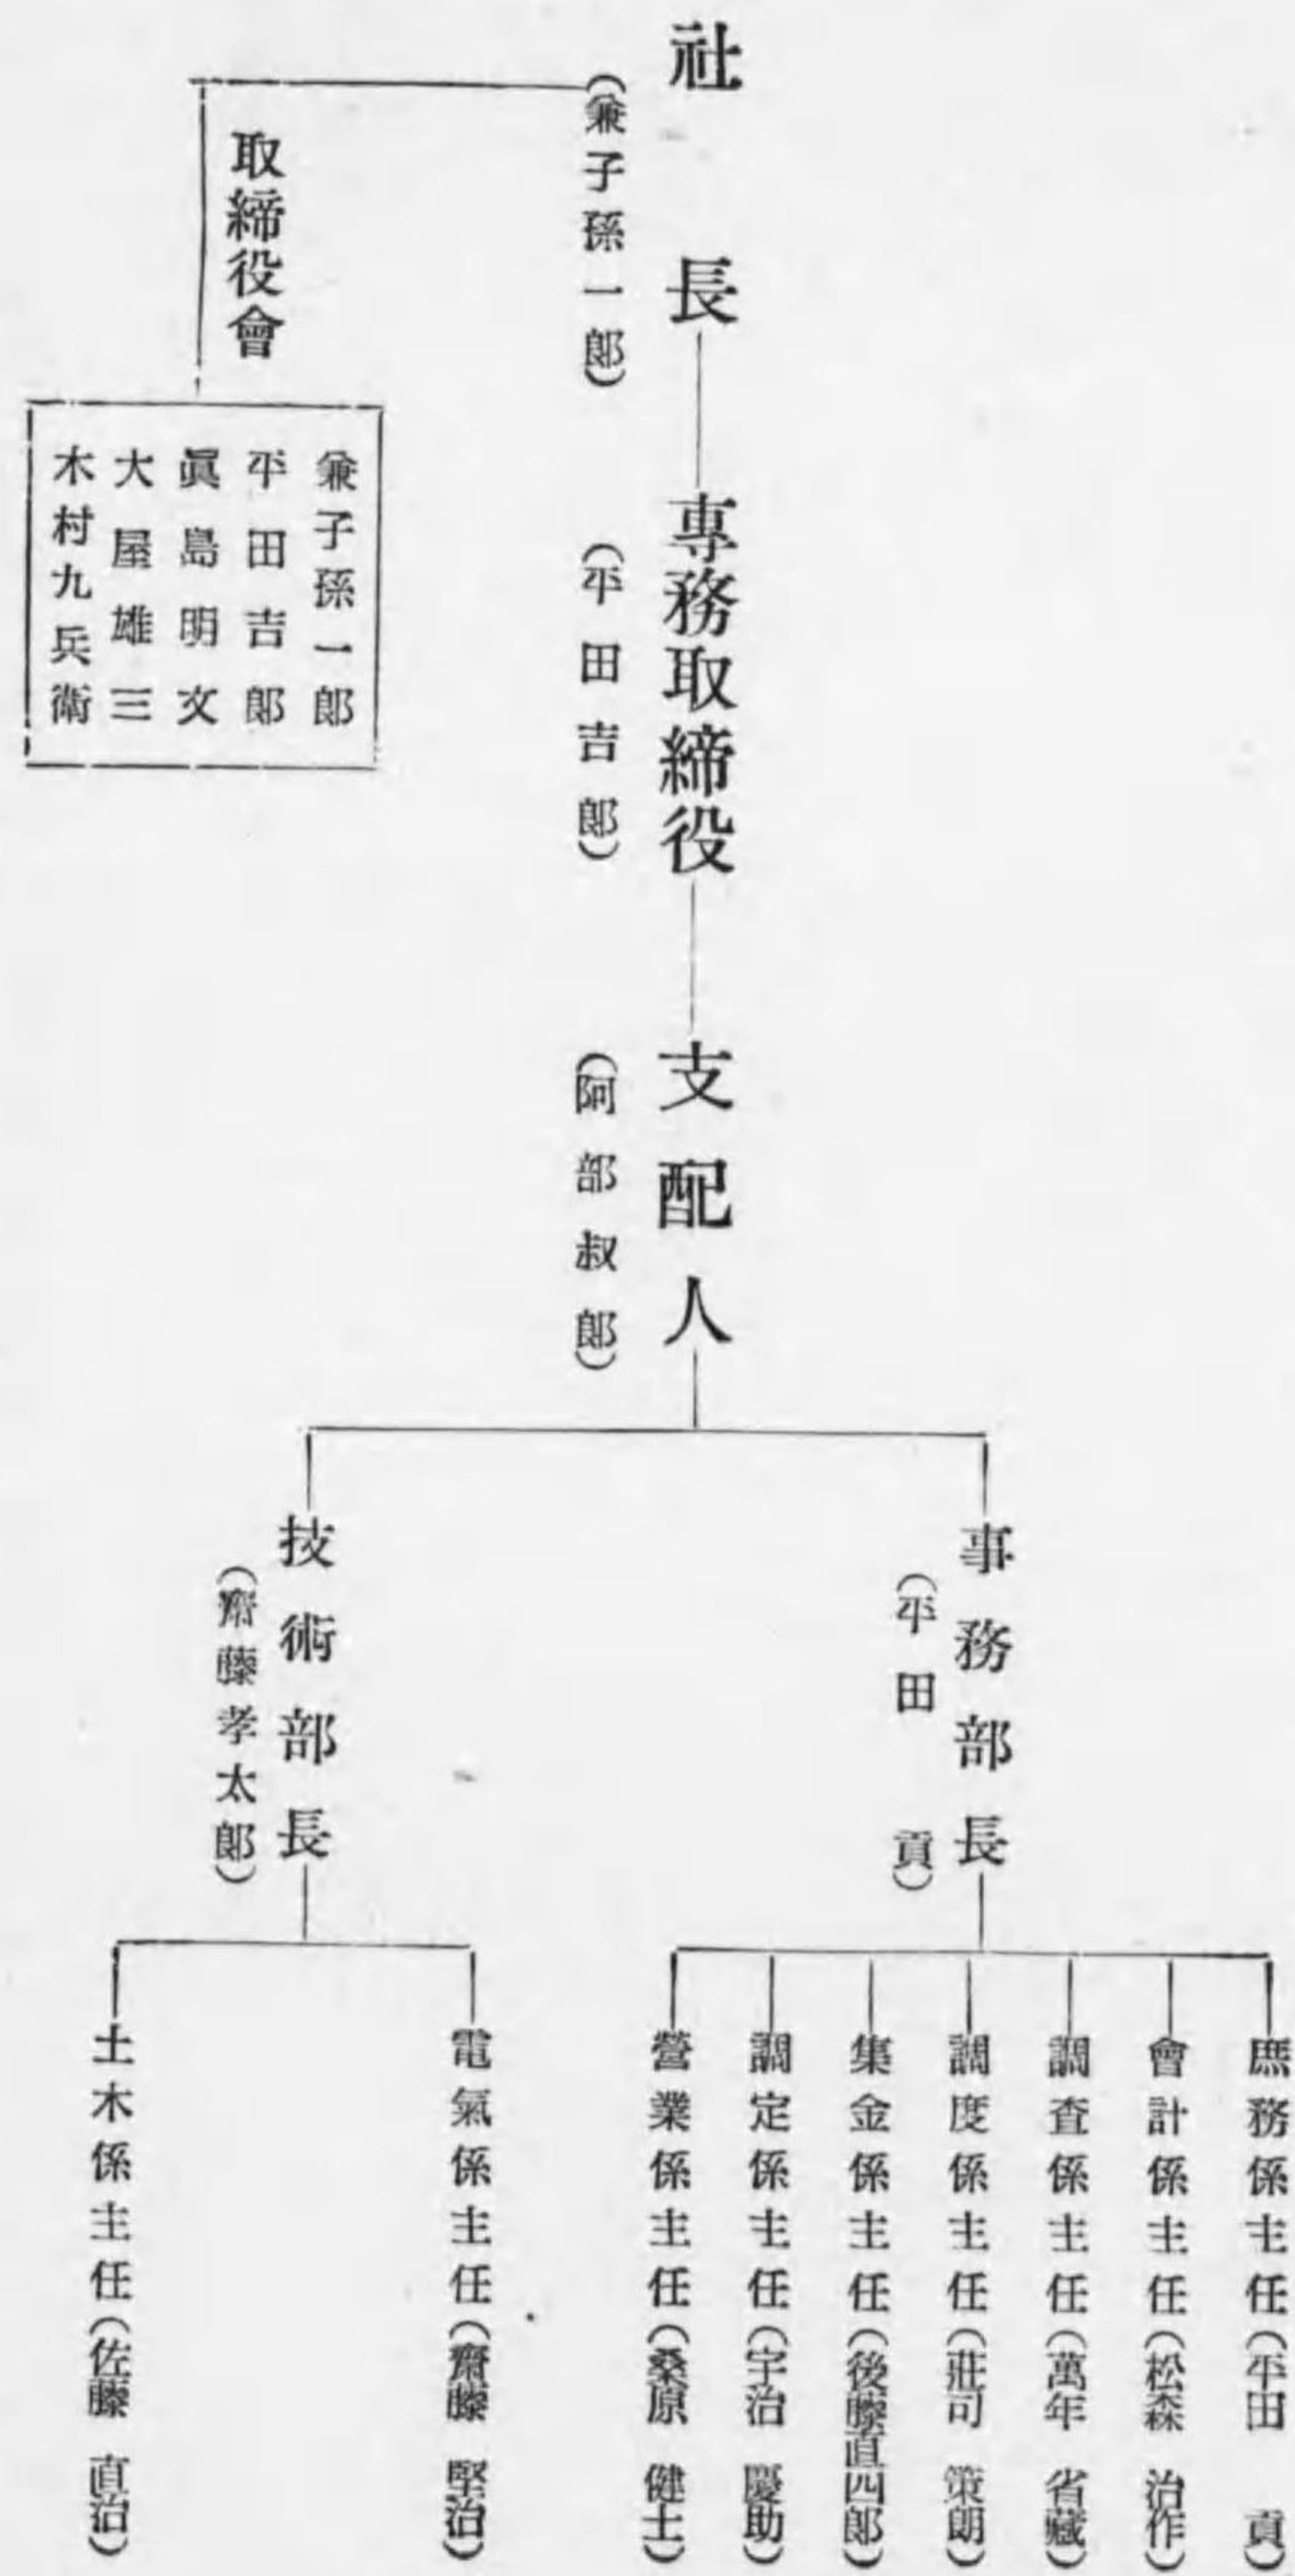 社長
(兼子孫一郎)
專務取締役
(平田吉郎)
支配人
(阿部叔郎)
取締役會
兼子孫一郎
平田吉郎
眞島明文
大屋雄三
木村九兵衛
事務部長
(平田貢)
庶務係主任(平田貢)
會計係主任(松森治作)
調査係主任(萬年省藏)
調度係主任(莊司策朗)
集金係主任(後藤直四郎)
調定係主任(宇治慶助)
營業係主任(桑原健士)
技術部長
(齋藤孝太郎)
電氣係主任(齋藤堅治)
土木係主任(佐藤直治)